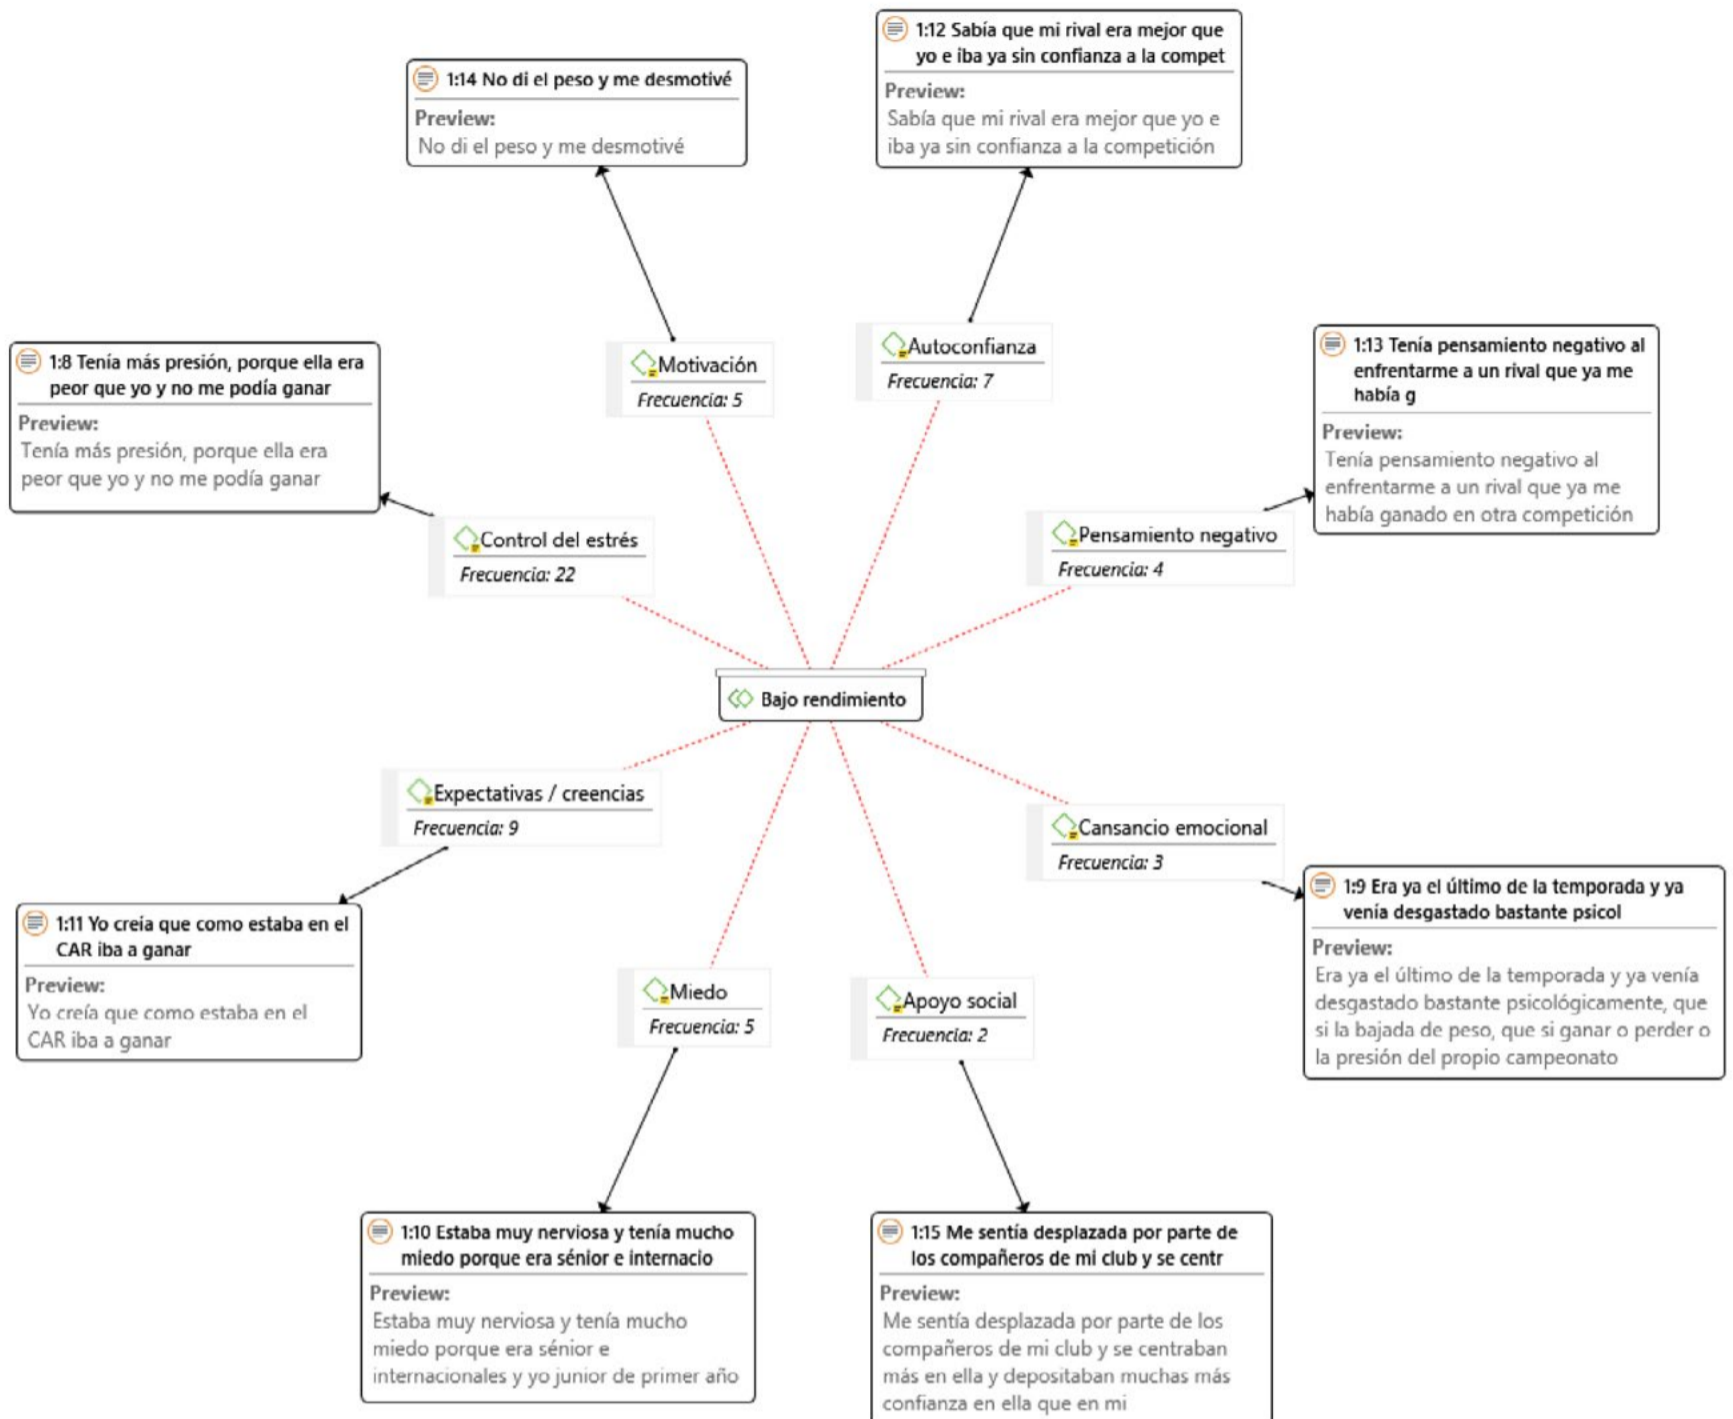 1:12 Sabía que mi rival era mejor que
yo e iba ya sin confianza a la compet
Preview:
Sabía que mi rival era mejor que yo e
iba ya sin confianza a la competición
1:14 No di el peso y me desmotivé
Preview:
No di el peso y me desmotivé
Motivación
Frecuencia: 5
Autoconfianza
Frecuencia: 7
1:8 Tenía más presión, porque ella era
peor que yo y no me podía ganar
Preview:
Tenía más presión, porque ella era
peor que yo y no me podía ganar
1:13 Tenía pensamiento negativo al
enfrentarme a un rival que ya me
había g
Preview:
Tenía pensamiento negativo al
enfrentarme a un rival que ya me
había ganado en otra competición
Control del estrés
Frecuencia: 22
Pensamiento negativo
Frecuencia: 4
Bajo rendimiento
Expectativas / creencias
Frecuencia: 9
Cansancio emocional
Frecuencia: 3
1:11 Yo creía que como estaba en el
CAR iba a ganar
Preview:
Yo creía que como estaba en el
CAR iba a ganar
1:9 Era ya el último de la temporada y ya
venía desgastado bastante psicol
Preview:
Era ya el último de la temporada y ya venía
desgastado bastante psicológicamente, que
si la bajada de peso, que si ganar o perder o
la presión del propio campeonato
Miedo
Frecuencia: 5
Apoyo social
Frecuencia: 2
1:10 Estaba muy nerviosa y tenía mucho
miedo porque era sénior e internacio
Preview:
Estaba muy nerviosa y tenía mucho
miedo porque era sénior e
internacionales y yo junior de primer año
1:15 Me sentía desplazada por parte de
los compañeros de mi club y se centr
Preview:
Me sentía desplazada por parte de los
compañeros de mi club y se centraban
más en ella y depositaban muchas más
confianza en ella que en mi